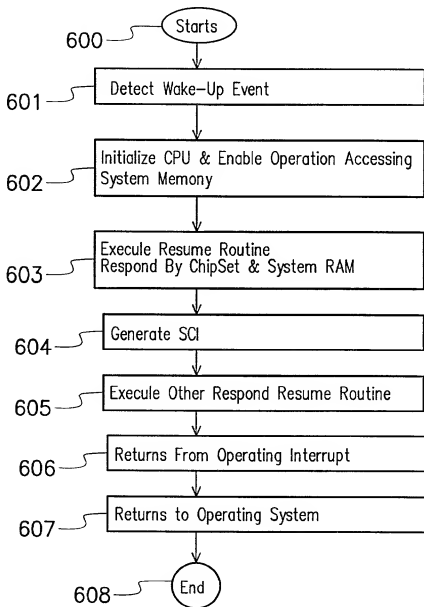 600
Starts
601
Detect Wake-Up Event
602
Initialize CPU & Enable Operation Accessing
System Memory
603
Execute Resume Routine
Respond By ChipSet & System RAM
604
Generate SCI
605
Execute Other Respond Resume Routine
606
Returns From Operating Interrupt
607
Returns to Operating System
608
End